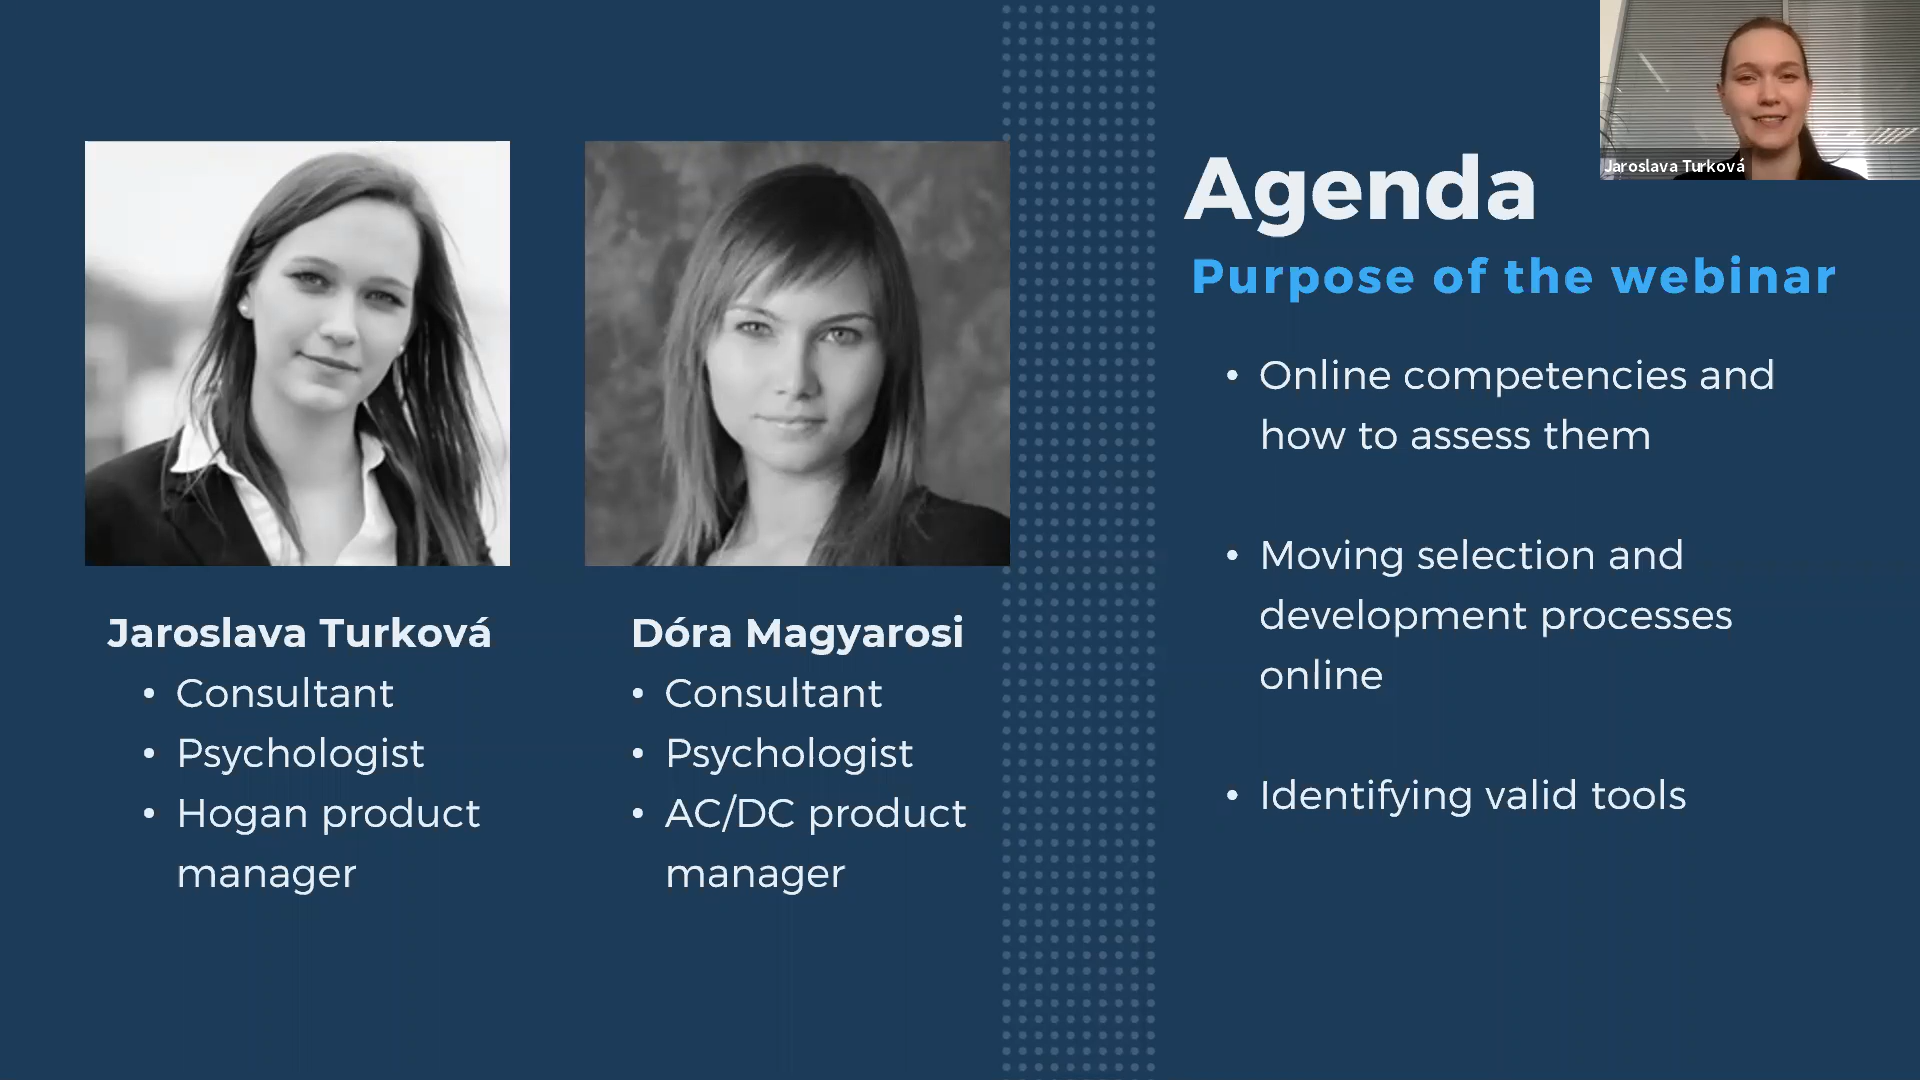 Jaroslava Turková
Agenda
Purpose of the webinar
• Online competencies and
how to assess them
• Moving selection and
development processes
online
• Identifying valid tools
Jaroslava Turková
• Consultant
• Psychologist
• Hogan product
manager
Dóra Magyarosi
• Consultant
• Psychologist
• AC/DC product
manager